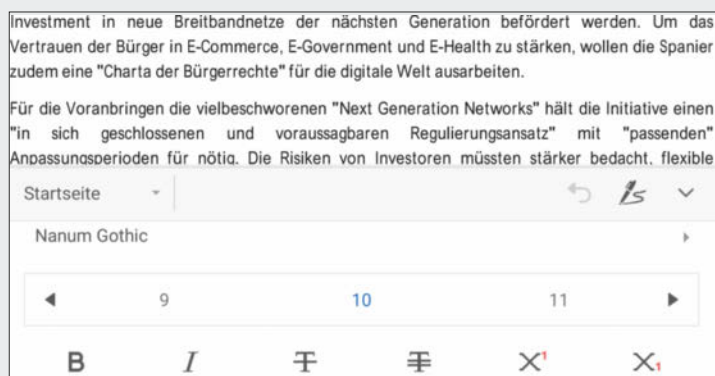 Investment in neue Breitbandnetze der nächsten Generation befördert werden. Um das
Vertrauen der Bürger in E-Commerce, E-Government und E-Health zu stärken, wollen die Spanier
zudem eine "Charta der Bürgerrechte" für die digitale Welt ausarbeiten.
Für die Voranbringen die vielbeschworenen "Next Generation Networks" hält die Initiative einen
"in sich geschlossenen und voraussagbaren Regulierungsansatz" mit "passenden"
Anpassungsperioden für nötig. Die Risiken von Investoren müssten stärker bedacht, flexible
Startseite
Nanum Gothic
9 10 11
B I T T X¹ X₁